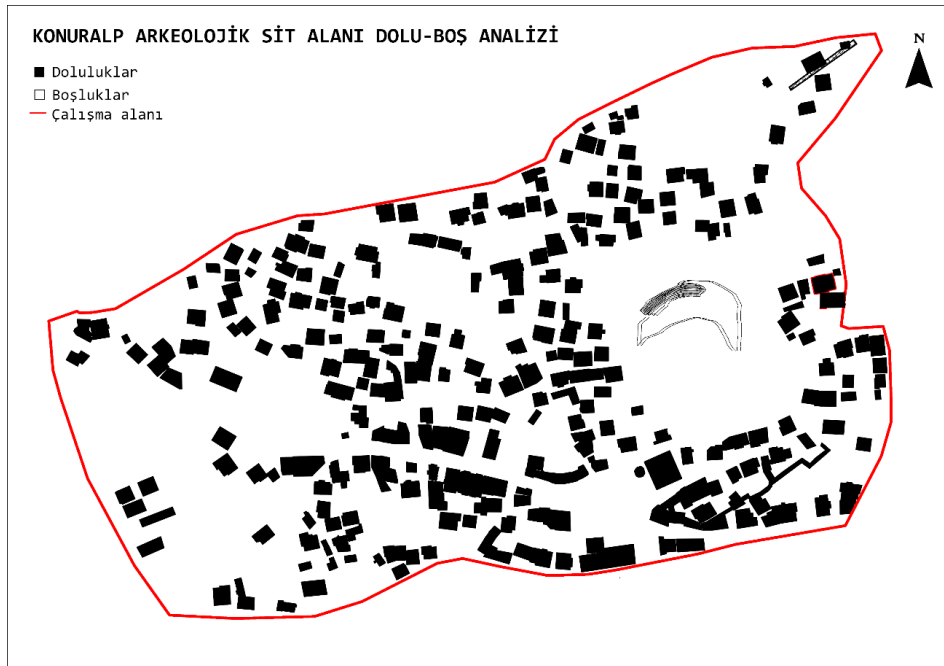 KONURALP ARKEOLOJİK SİT ALANI DOLU-BOŞ ANALİZİ
Doluluklar
Boşluklar
Çalışma alanı
N